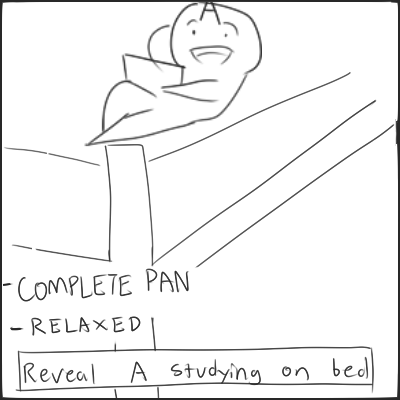 A
- COMPLETE PAN
- RELAXED
Reveal A studying on bed